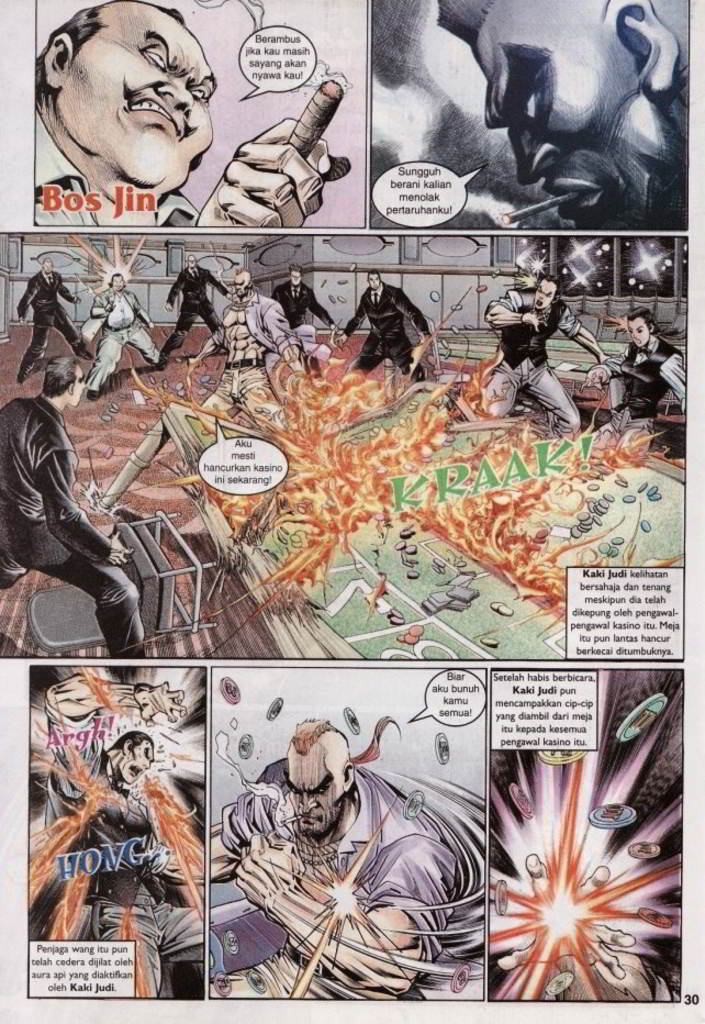 Berambus
jika kau masih
sayang akan
nyawa kau!
Bos Jin
Sungguh
berani kalian
menolak
pertaruhanku!
Aku
mesti
hancurkan kasino
ini sekarang!
KRAAK!
Kaki Judi kelihatan
bersahaja dan tenang
meskipun dia telah
dikepung oleh pengawal-
pengawal kasino itu. Meja
itu pun lantas hancur
berkecai ditumbuknya.
Argh!
HONG
Penjaga wang itu pun
telah cedera dijilat oleh
aura api yang diaktifkan
oleh Kaki Judi.
Biar
aku bunuh
kamu
semua!
Setelah habis berbicara,
Kaki Judi pun
mencampakkan cip-cip
yang diambil dari meja
itu kepada kesemua
pengawal kasino itu.
30